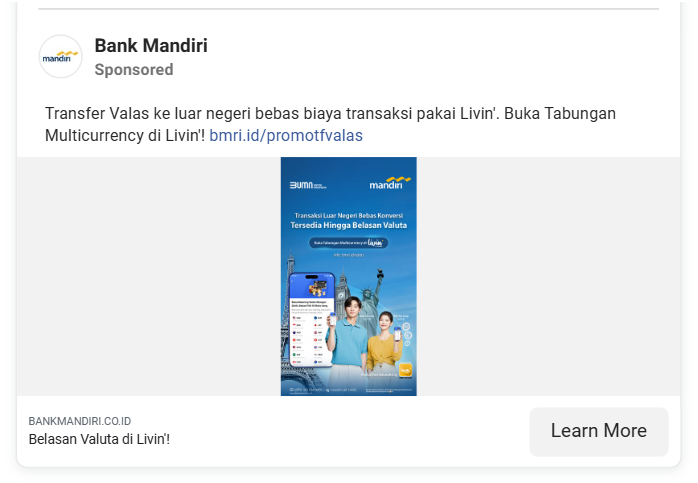 mandiri
Bank Mandiri
Sponsored
Transfer Valas ke luar negeri bebas biaya transaksi pakai Livin'. Buka Tabungan
Multicurrency di Livin'! bmri.id/promotfvalas
BUMN
mandiri
Transaksi Luar Negeri Bebas Konversi
Tersedia Hingga Belasan Valuta
Buka Tabungan Multicurrency di livin'
BANKMANDIRI.CO.ID
Belasan Valuta di Livin'!
Learn More